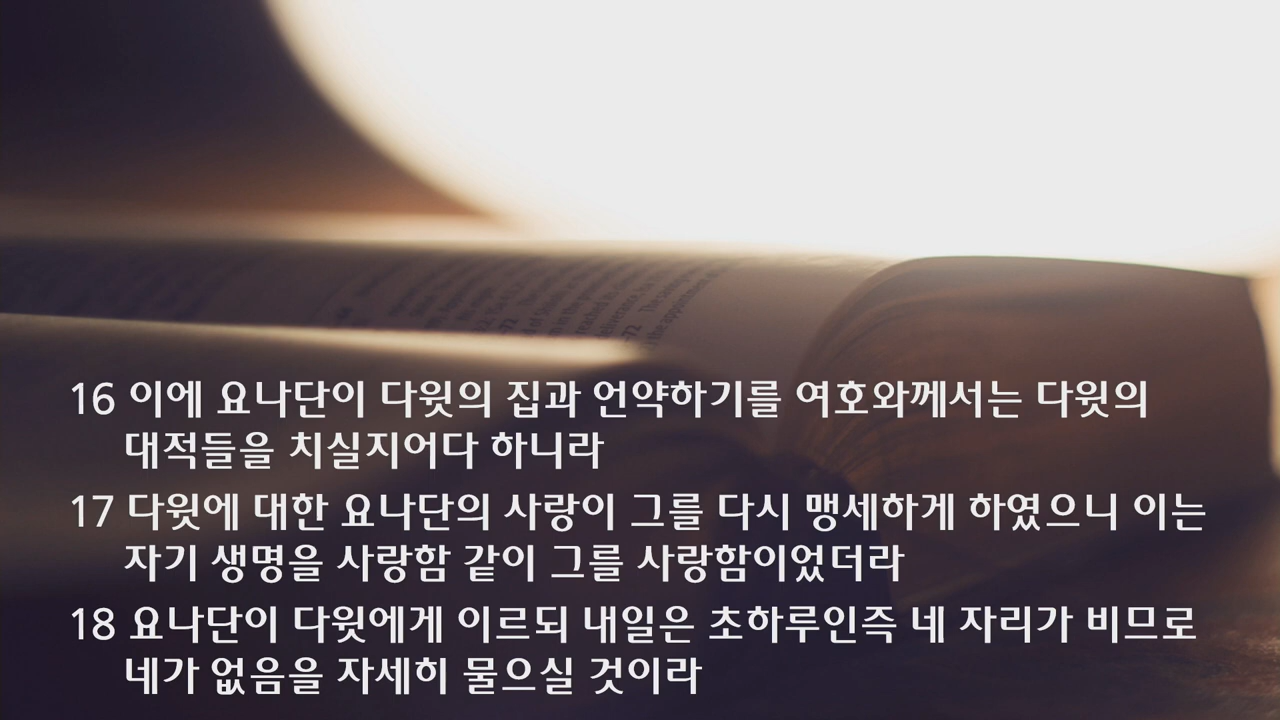 16 이에 요나단이 다윗의 집과 언약하기를 여호와께서는 다윗의
대적들을 치실지어다 하니라
17 다윗에 대한 요나단의 사랑이 그를 다시 맹세하게 하였으니 이는
자기 생명을 사랑함 같이 그를 사랑함이었더라
18 요나단이 다윗에게 이르되 내일은 초하루인즉 네 자리가 비므로
네가 없음을 자세히 물으실 것이라